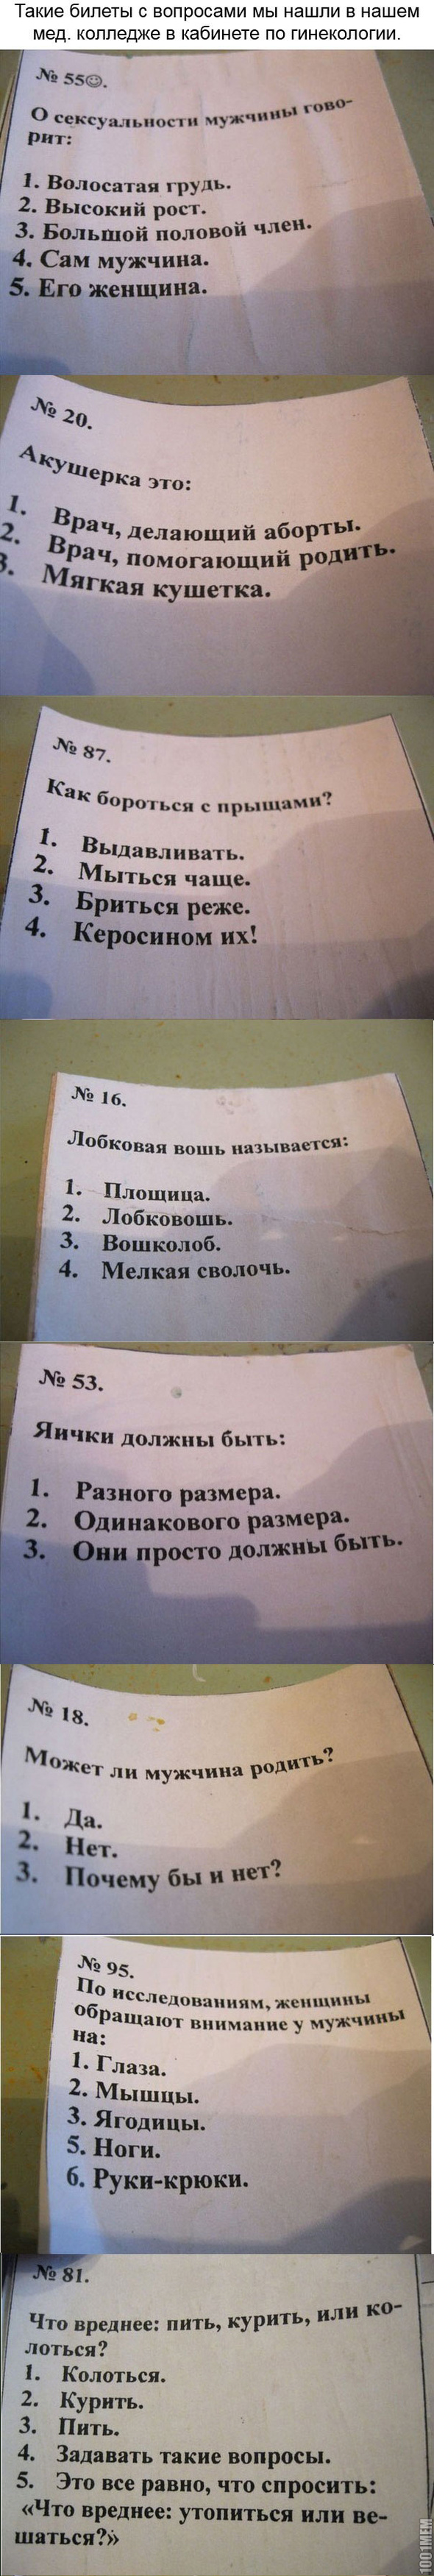 Такие билеты с вопросами мы нашли в нашем
мед. колледже в кабинете по гинекологии.
№ 55☺.
О сексуальности мужчины гово-
рит:
1. Волосатая грудь.
2. Высокий рост.
3. Большой половой член.
4. Сам мужчина.
5. Его женщина.
№ 20.
Акушерка это:
1. Врач, делающий аборты.
2. Врач, помогающий родить.
3. Мягкая кушетка.
№ 87.
Как бороться с прыщами?
1. Выдавливать.
2. Мыться чаще.
3. Бриться реже.
4. Керосином их!
№ 16.
Лобковая вошь называется:
1. Площица.
2. Лобковошь.
3. Вошколоб.
4. Мелкая сволочь.
№ 53.
Яички должны быть:
1. Разного размера.
2. Одинакового размера.
3. Они просто должны быть.
№ 18.
Может ли мужчина родить?
1. Да.
2. Нет.
3. Почему бы и нет?
№ 95.
По исследованиям, женщины
обращают внимание у мужчины
на:
1. Глаза.
2. Мышцы.
3. Ягодицы.
5. Ноги.
6. Руки-крюки.
№ 81.
Что вреднее: пить, курить, или ко-
лоться?
1. Колоться.
2. Курить.
3. Пить.
4. Задавать такие вопросы.
5. Это все равно, что спросить:
«Что вреднее: утопиться или ве-
шаться?»
1001MEM